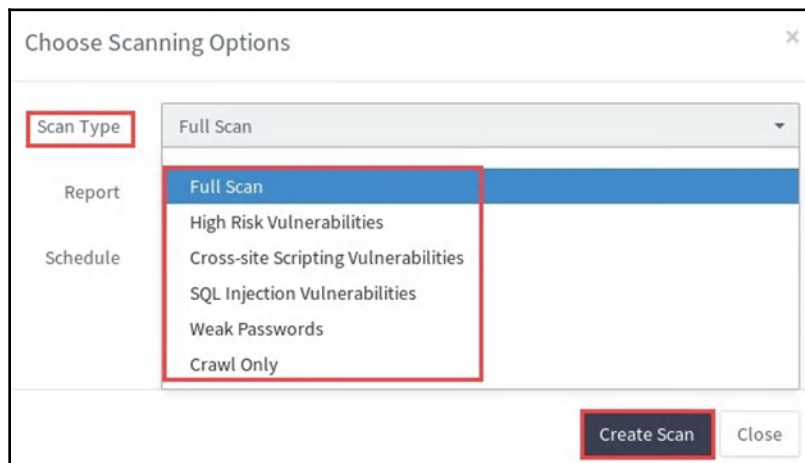 Choose Scanning Options ×
Scan Type Full Scan
Report Full Scan
High Risk Vulnerabilities
Schedule Cross-site Scripting Vulnerabilities
SQL Injection Vulnerabilities
Weak Passwords
Crawl Only
Create Scan Close